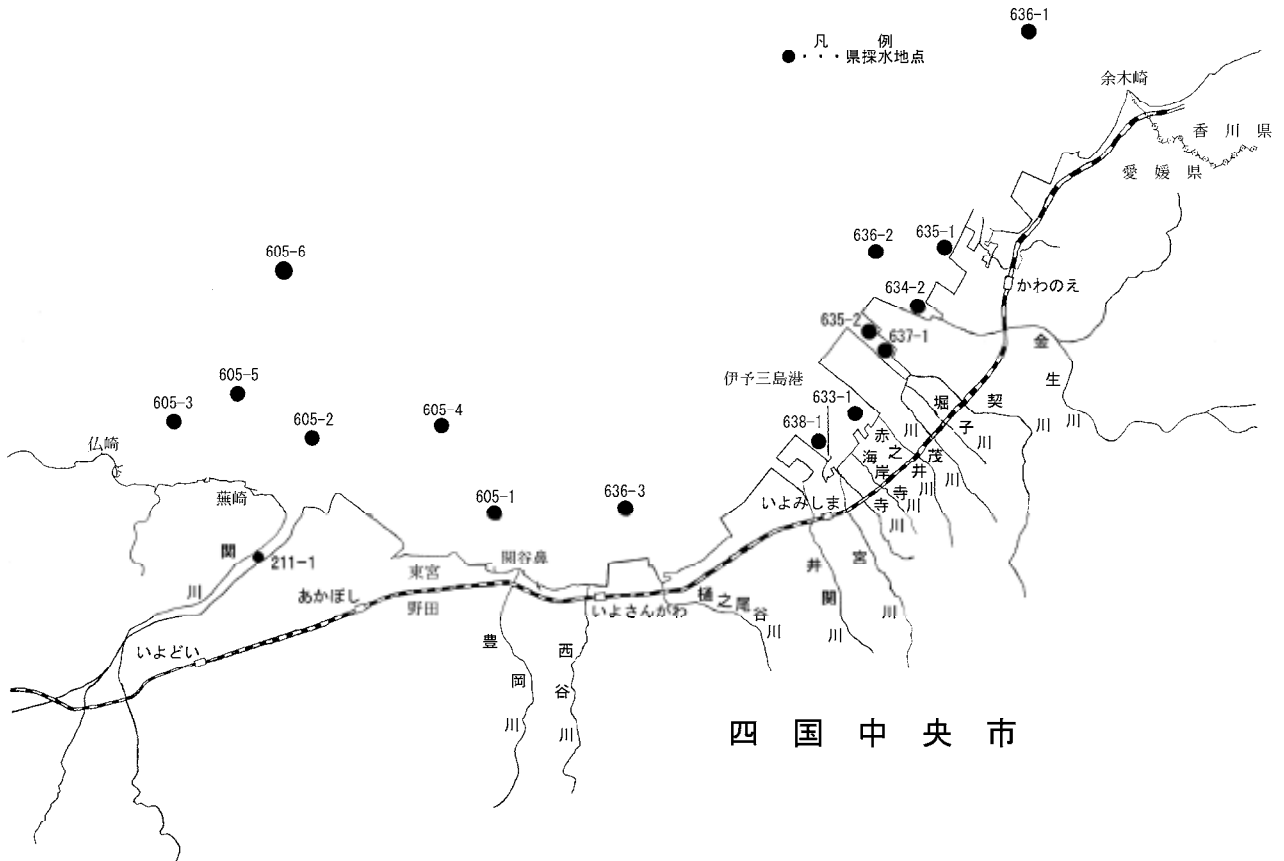 636-1
凡 例
●・・・県採水地点
余木崎
香川県
愛媛県
636-2
635-1
605-6
かわのえ
634-2
635-2
637-1
金生川
伊予三島港
605-5
605-3
605-2
605-4
633-1
638-1
堀
契川
子川
赤之井川
茂川
海岸寺川
寺川
仏崎
蕪崎
605-1
636-3
いよみしま
関川
211-1
東宮
関谷鼻
井関川
宮川
あかぼし
野田
いよさんがわ
樋之尾谷川
いよどい
豊岡川
西谷川
四国中央市